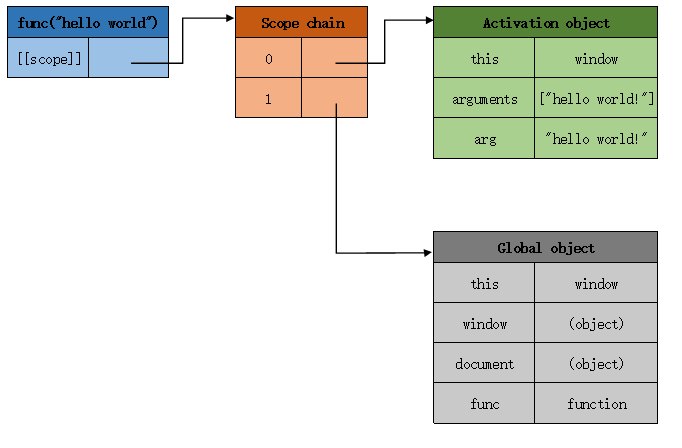 func("hello world")
[[scope]]
Scope chain
0
1
Activation object
this window
arguments ["hello world!"]
arg "hello world!"
Global object
this window
window (object)
document (object)
func function